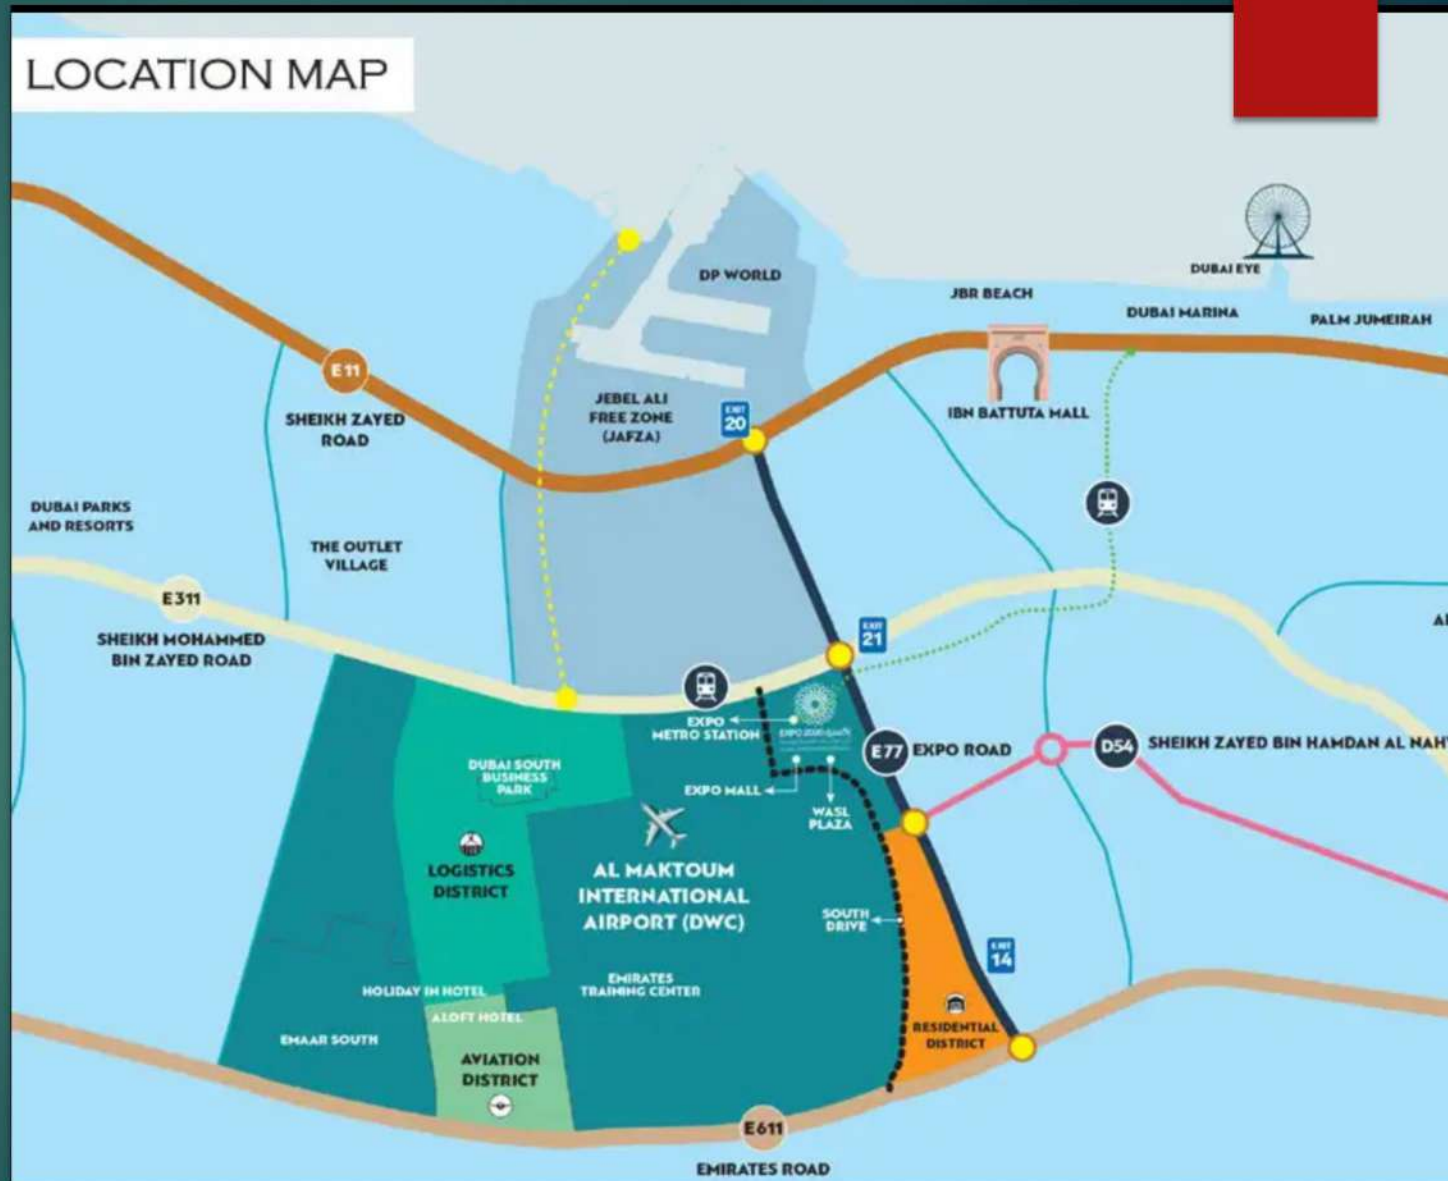 LOCATION MAP
DUBAI EYE
DP WORLD
JBR BEACH
DUBAI MARINA
PALM JUMEIRAH
E11
SHEIKH ZAYED
ROAD
JEBEL ALI
FREE ZONE
(JAFZA)
EXIT
20
IBN BATTUTA MALL
DUBAI PARKS
AND RESORTS
THE OUTLET
VILLAGE
E311
SHEIKH MOHAMMED
BIN ZAYED ROAD
EXIT
21
EXPO
METRO STATION
EXPO 2020
E77 EXPO ROAD
D54 SHEIKH ZAYED BIN HAMDAN AL NAH
DUBAI SOUTH
BUSINESS
PARK
EXPO MALL
WASL
PLAZA
LOGISTICS
DISTRICT
AL MAKTOUM
INTERNATIONAL
AIRPORT (DWC)
SOUTH
DRIVE
EXIT
14
HOLIDAY IN HOTEL
EMIRATES
TRAINING CENTER
ALOFT HOTEL
EMAAR SOUTH
RESIDENTIAL
DISTRICT
AVIATION
DISTRICT
E611
EMIRATES ROAD